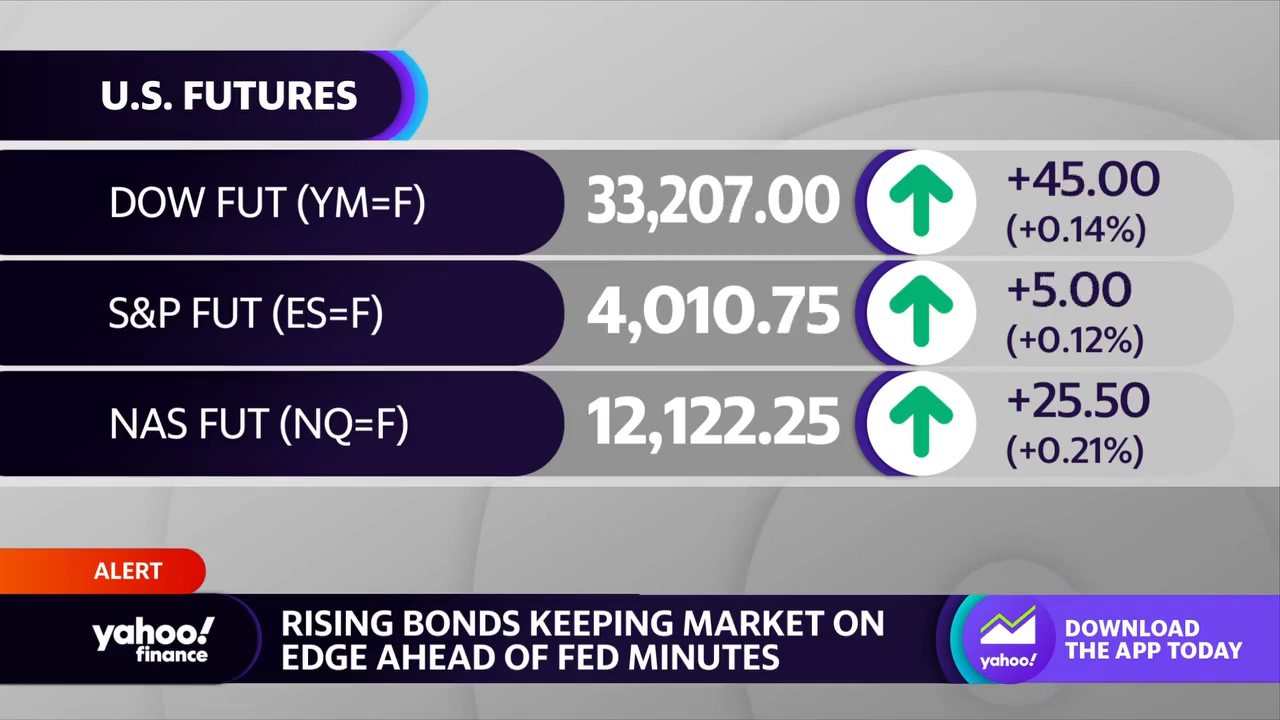 U.S. FUTURES
DOW FUT (YM=F) 33,207.00 +45.00
(+0.14%)
S&P FUT (ES=F) 4,010.75 +5.00
(+0.12%)
NAS FUT (NQ=F) 12,122.25 +25.50
(+0.21%)
ALERT
yahoo!
finance
RISING BONDS KEEPING MARKET ON
EDGE AHEAD OF FED MINUTES
yahoo!
DOWNLOAD
THE APP TODAY